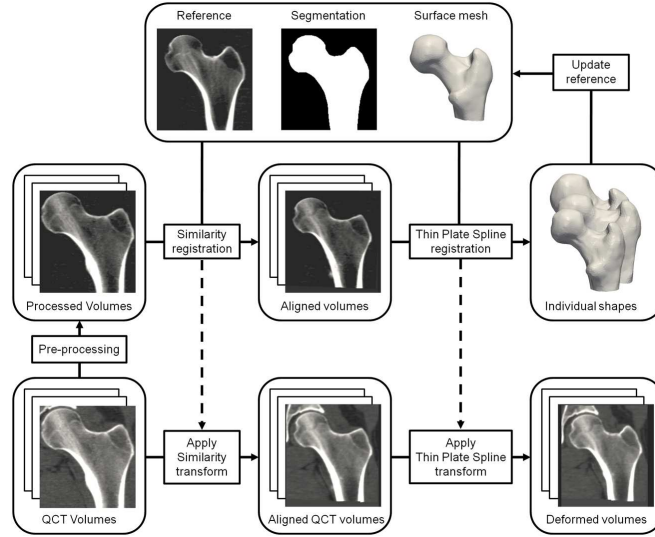 Reference
Segmentation
Surface mesh
Update
reference
Similarity
registration
Thin Plate Spline
registration
Processed Volumes
Aligned volumes
Individual shapes
Pre-processing
Apply
Similarity
transform
Apply
Thin Plate Spline
transform
QCT Volumes
Aligned QCT volumes
Deformed volumes